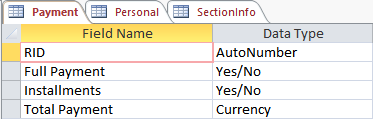 Payment Personal SectionInfo
Field Name Data Type
RID AutoNumber
Full Payment Yes/No
Installments Yes/No
Total Payment Currency